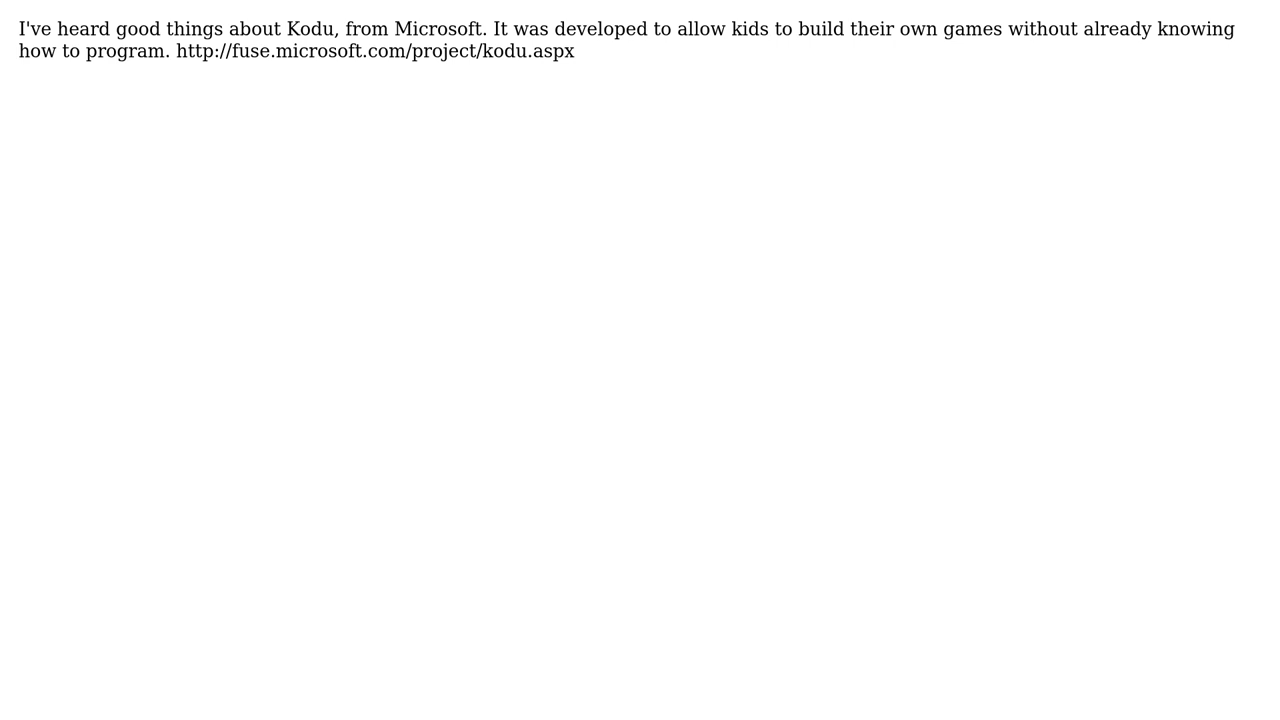 I've heard good things about Kodu, from Microsoft. It was developed to allow kids to build their own games without already knowing
how to program. http://fuse.microsoft.com/project/kodu.aspx